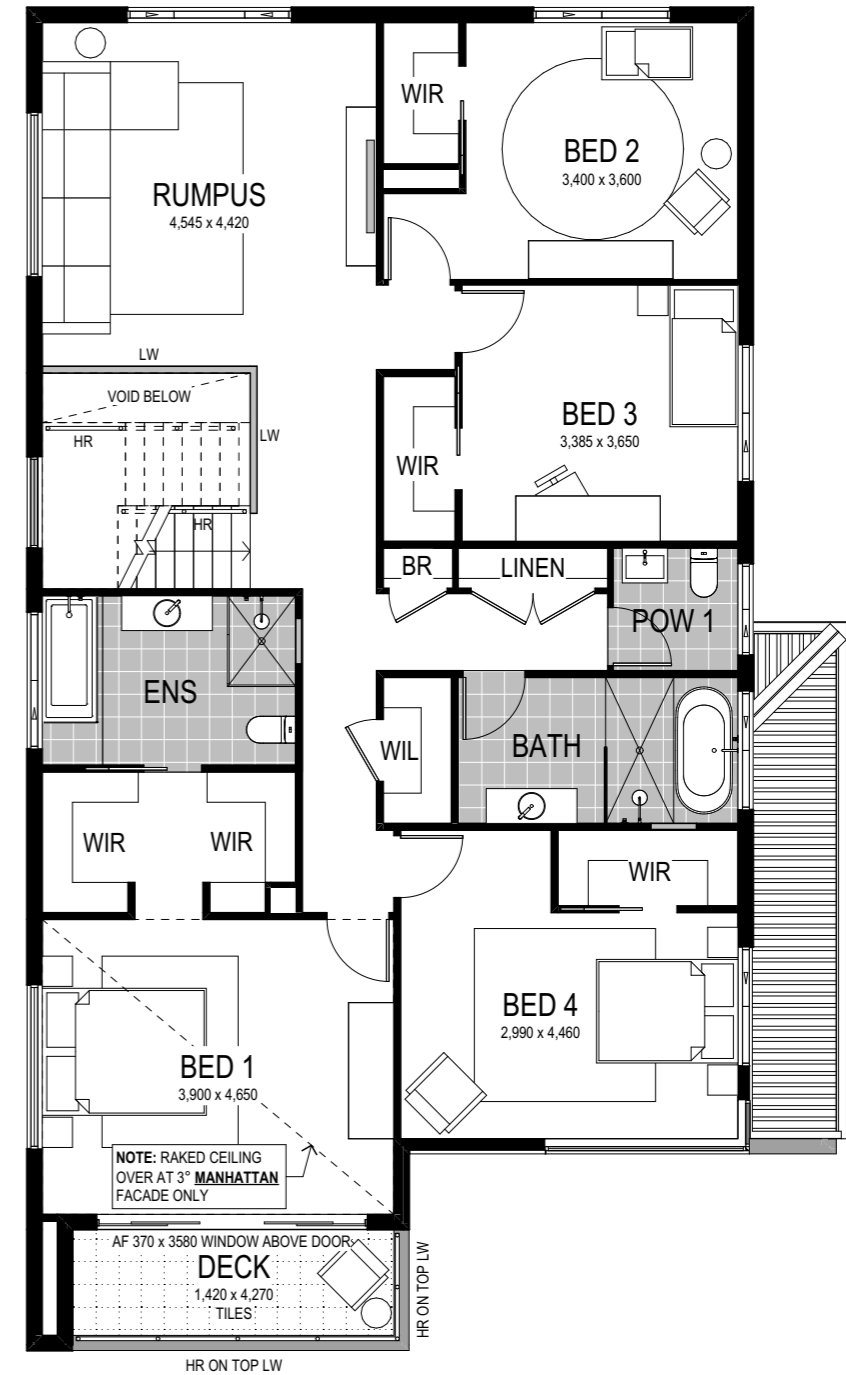 WIR
BED 2
3,400 x 3,600
RUMPUS
4,545 x 4,420
LW
VOID BELOW
HR
LW
HR
BED 3
3,385 x 3,650
WIR
BR
LINEN
POW 1
ENS
WIL
BATH
WIR
WIR
WIR
BED 4
2,990 x 4,460
BED 1
3,900 x 4,650
NOTE: RAKED CEILING
OVER AT 3° MANHATTAN
FACADE ONLY
AF 370 x 3580 WINDOW ABOVE DOOR
DECK
1,420 x 4,270
TILES
HR ON TOP LW
HR ON TOP LW